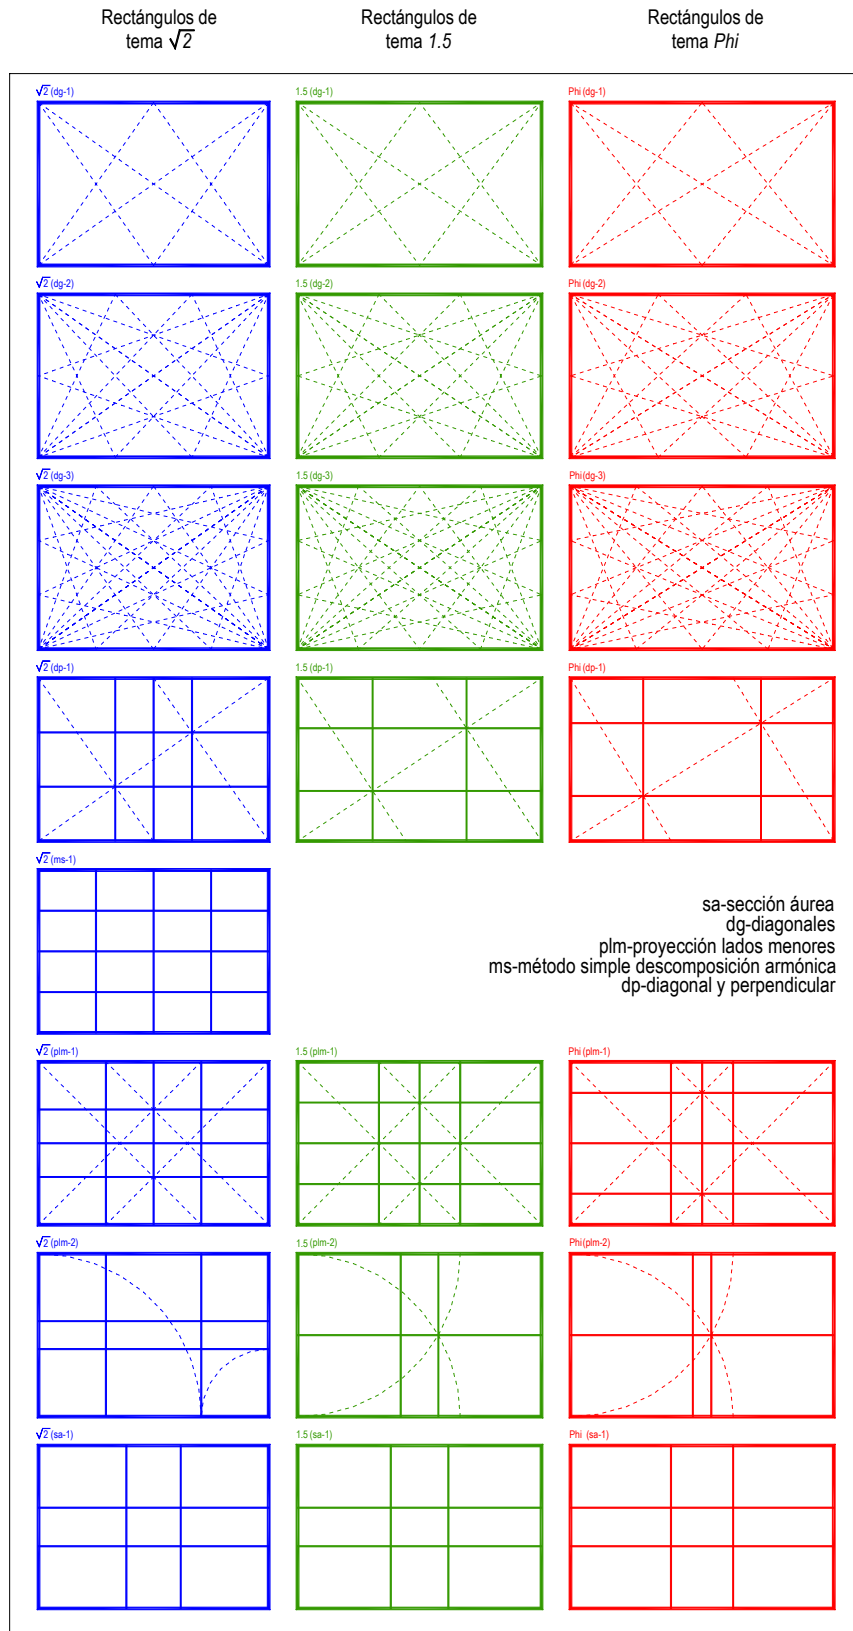 Rectángulos de
tema √2
Rectángulos de
tema 1.5
Rectángulos de
tema Phi
√2 (dg-1)
1.5 (dg-1)
Phi (dg-1)
√2 (dg-2)
1.5 (dg-2)
Phi (dg-2)
√2 (dg-3)
1.5 (dg-3)
Phi (dg-3)
√2 (dp-1)
1.5 (dp-1)
Phi (dp-1)
√2 (ms-1)
sa-sección áurea
dg-diagonales
plm-proyección lados menores
ms-método simple descomposición armónica
dp-diagonal y perpendicular
√2 (plm-1)
1.5 (plm-1)
Phi (plm-1)
√2 (plm-2)
1.5 (plm-2)
Phi (plm-2)
√2 (sa-1)
1.5 (sa-1)
Phi (sa-1)